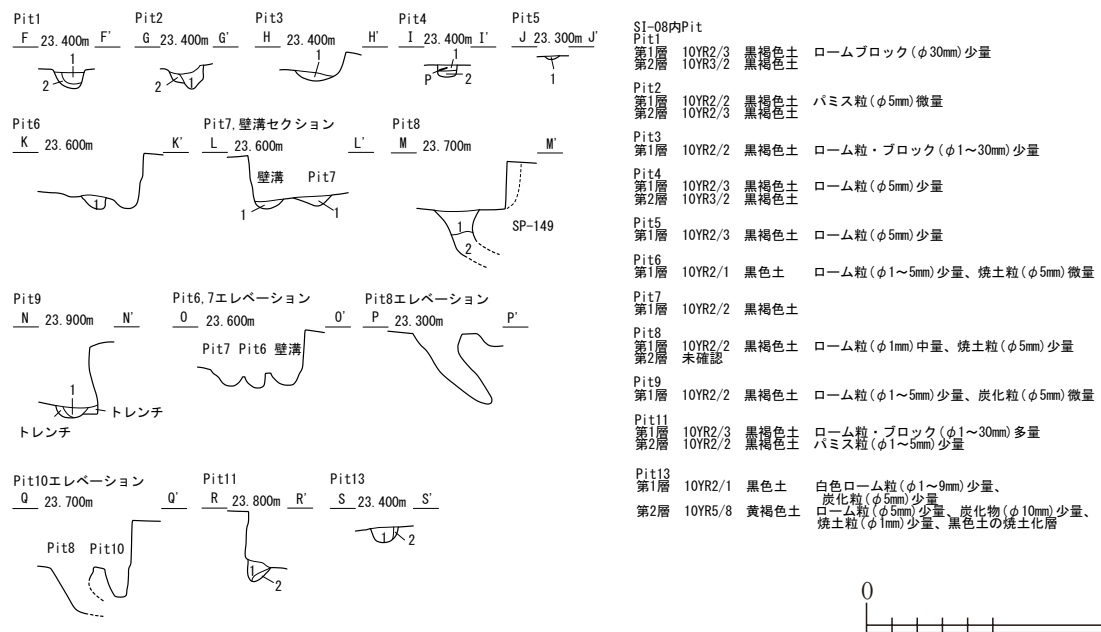 Pit1
F 23.400m F'
1
2
Pit2
G 23.400m G'
2
1
Pit3
H 23.400m H'
1
Pit4
I 23.400m I'
1
P
2
Pit5
J 23.300m J'
1
Pit6
K 23.600m K'
1
Pit7,壁溝セクション
L 23.600m L'
壁溝 Pit7
1
1
Pit8
M 23.700m M'
1
2
SP-149
Pit9
N 23.900m N'
1
トレンチ
トレンチ
Pit6,7エレベーション
O 23.600m O'
Pit7 Pit6 壁溝
Pit8エレベーション
P 23.300m P'
Pit10エレベーション
Q 23.700m Q'
Pit8 Pit10
Pit11
R 23.800m R'
1
2
Pit13
S 23.400m S'
1
2
SI-08内Pit
Pit1
第1層 10YR2/3 黒褐色土 ロームブロック(φ30mm)少量
第2層 10YR3/2 黒褐色土
Pit2
第1層 10YR2/2 黒褐色土 パミス粒(φ5mm)微量
第2層 10YR2/3 黒褐色土
Pit3
第1層 10YR2/2 黒褐色土 ローム粒・ブロック(φ1~30mm)少量
Pit4
第1層 10YR2/3 黒褐色土 ローム粒(φ5mm)少量
第2層 10YR3/2 黒褐色土
Pit5
第1層 10YR2/3 黒褐色土 ローム粒(φ5mm)少量
Pit6
第1層 10YR2/1 黒色土 ローム粒(φ1~5mm)少量、焼土粒(φ5mm)微量
Pit7
第1層 10YR2/2 黒褐色土
Pit8
第1層 10YR2/2 黒褐色土 ローム粒(φ1mm)中量、焼土粒(φ5mm)少量
第2層 未確認
Pit9
第1層 10YR2/2 黒褐色土 ローム粒(φ1~5mm)少量、炭化粒(φ5mm)微量
Pit11
第1層 10YR2/3 黒褐色土 ローム粒・ブロック(φ1~30mm)多量
第2層 10YR2/2 黒褐色土 パミス粒(φ1~5mm)少量
Pit13
第1層 10YR2/1 黒色土 白色ローム粒(φ1~9mm)少量、
炭化粒(φ5mm)少量
第2層 10YR5/8 黄褐色土 ローム粒(φ5mm)少量、炭化物(φ10mm)少量、
焼土粒(φ1mm)少量、黒色土の焼土化層
0